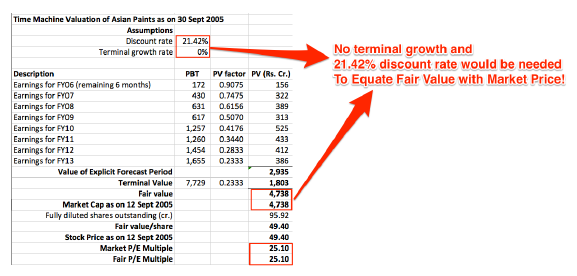 Time Machine Valuation of Asian Paints as on 30 Sept 2005
Assumptions
Discount rate 21.42%
Terminal growth rate 0%
No terminal growth and
21.42% discount rate would be needed
To Equate Fair Value with Market Price!
Description PBT PV factor PV (Rs. Cr.)
Earnings for FY06 (remaining 6 months) 172 0.9075 156
Earnings for FY07 430 0.7475 322
Earnings for FY08 631 0.6156 389
Earnings for FY09 617 0.5070 313
Earnings for FY10 1,257 0.4176 525
Earnings for FY11 1,260 0.3440 433
Earnings for FY12 1,454 0.2833 412
Earnings for FY13 1,655 0.2333 386
Value of Explicit Forecast Period 2,935
Terminal Value 7,729 0.2333 1,803
Fair value 4,738
Market Cap as on 12 Sept 2005 4,738
Fully diluted shares outstanding (cr.) 95.92
Fair value/share 49.40
Stock Price as on 12 Sept 2005 49.40
Market P/E Multiple 25.10
Fair P/E Multiple 25.10